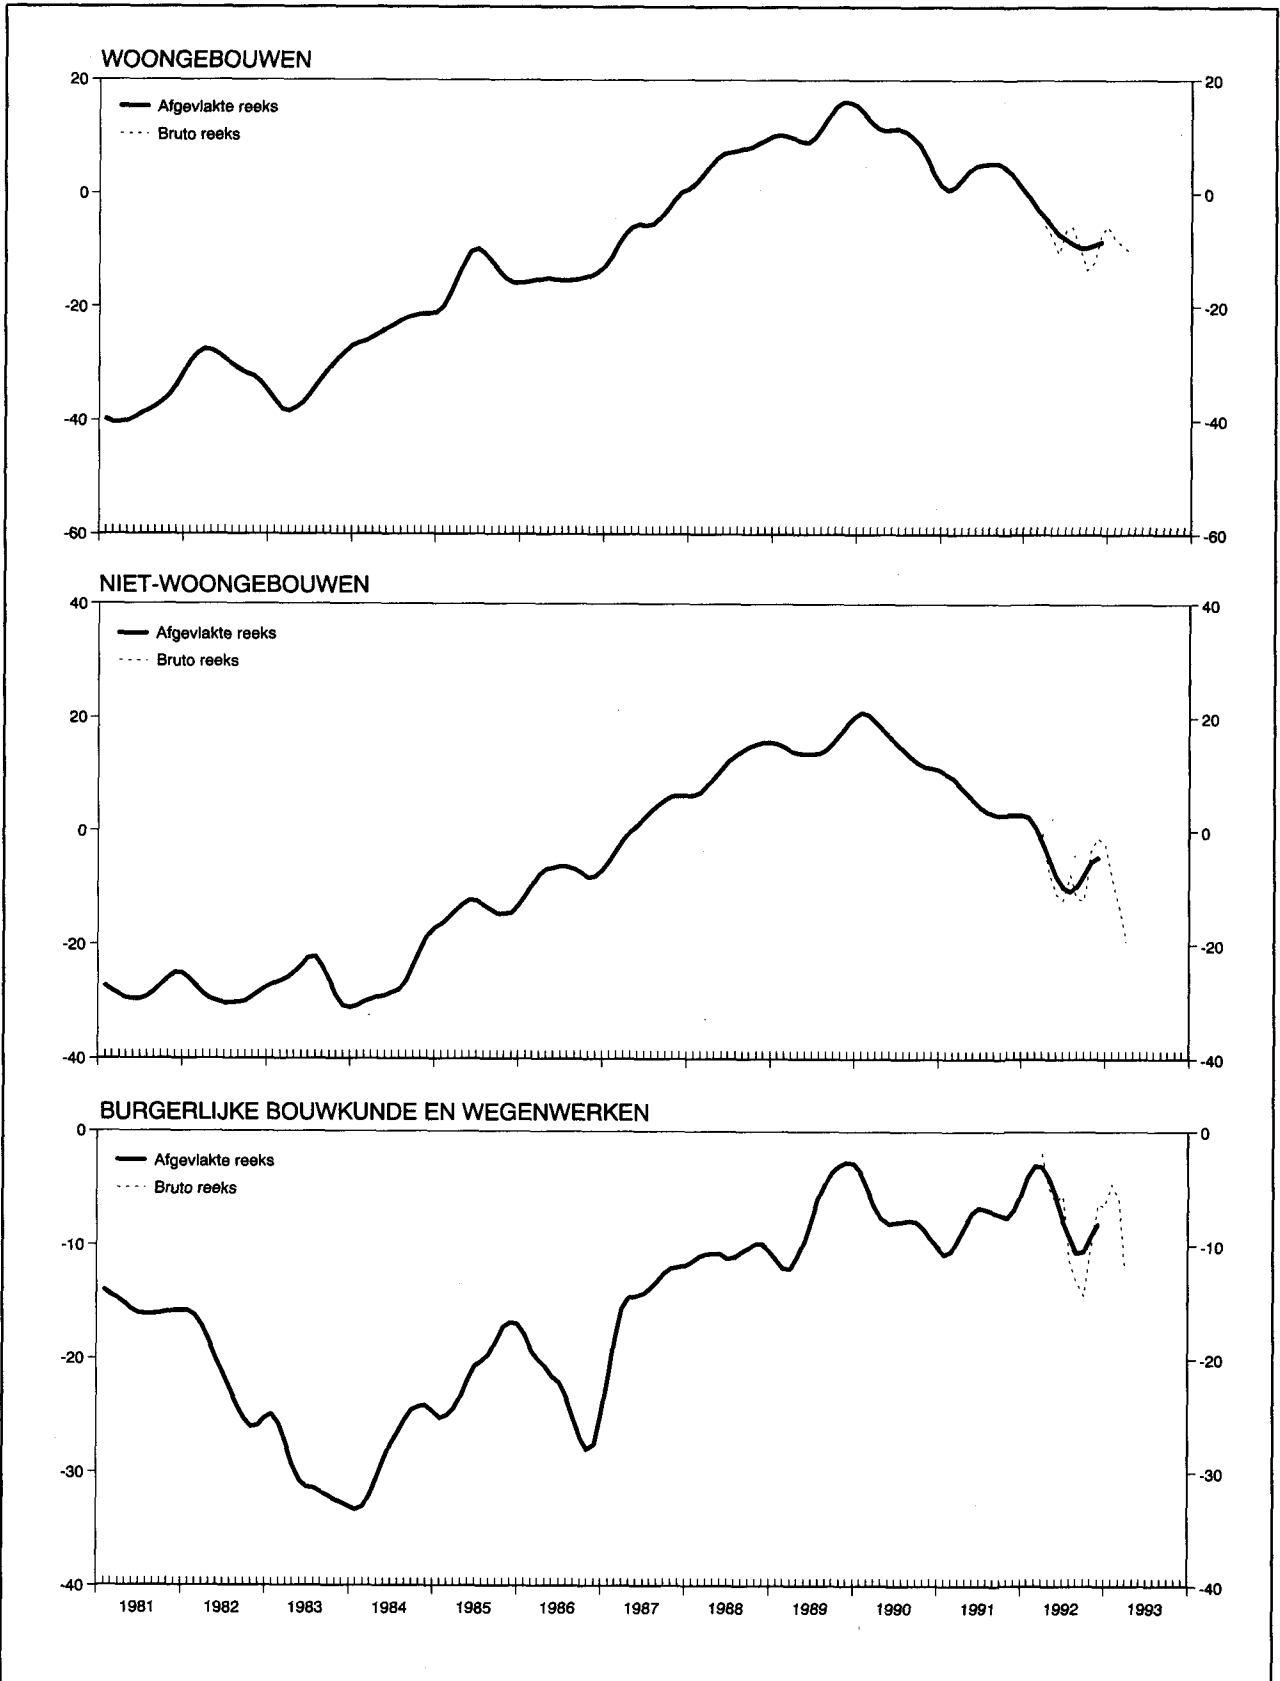 WOONGEBOUWEN
20 20
Afgevlakte reeks
Bruto reeks
0 0
-20 -20
-40 -40
-60 -60
NIET-WOONGEBOUWEN
40 40
Afgevlakte reeks
Bruto reeks
20 20
0 0
-20 -20
-40 -40
BURGERLIJKE BOUWKUNDE EN WEGENWERKEN
0 0
Afgevlakte reeks
Bruto reeks
-10 -10
-20 -20
-30 -30
-40 -40
1981 1982 1983 1984 1985 1986 1987 1988 1989 1990 1991 1992 1993